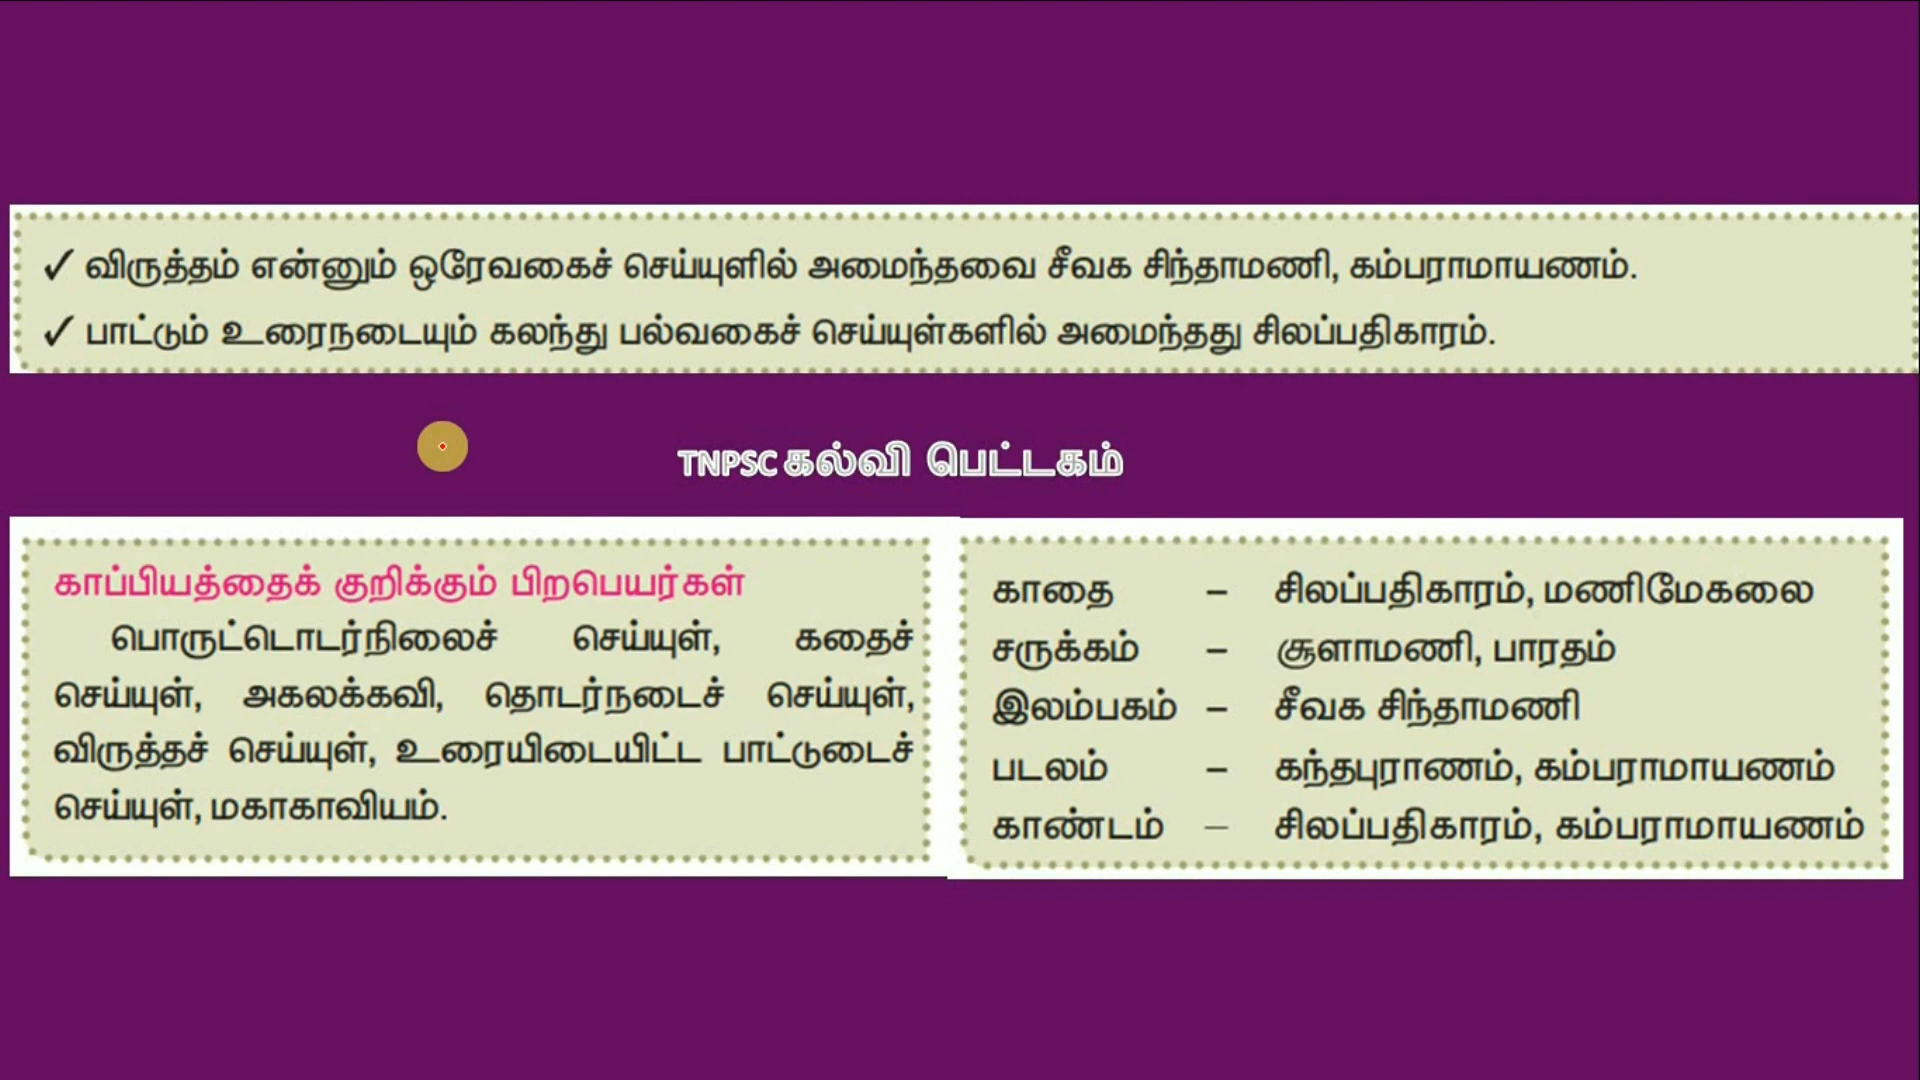 ✓ விருத்தம் என்னும் ஒரேவகைச் செய்யுளில் அமைந்தவை சீவக சிந்தாமணி, கம்பராமாயணம்.
✓ பாட்டும் உரைநடையும் கலந்து பல்வகைச் செய்யுள்களில் அமைந்தது சிலப்பதிகாரம்.
TNPSC கல்வி பெட்டகம்
காப்பியத்தைக் குறிக்கும் பிறபெயர்கள்
பொருட்டொடர்நிலைச் செய்யுள், கதைச்
செய்யுள், அகலக்கவி, தொடர்நடைச் செய்யுள்,
விருத்தச் செய்யுள், உரையிடையிட்ட பாட்டுடைச்
செய்யுள், மகாகாவியம்.
காதை – சிலப்பதிகாரம், மணிமேகலை
சருக்கம் – சூளாமணி, பாரதம்
இலம்பகம் – சீவக சிந்தாமணி
படலம் – கந்தபுராணம், கம்பராமாயணம்
காண்டம் – சிலப்பதிகாரம், கம்பராமாயணம்